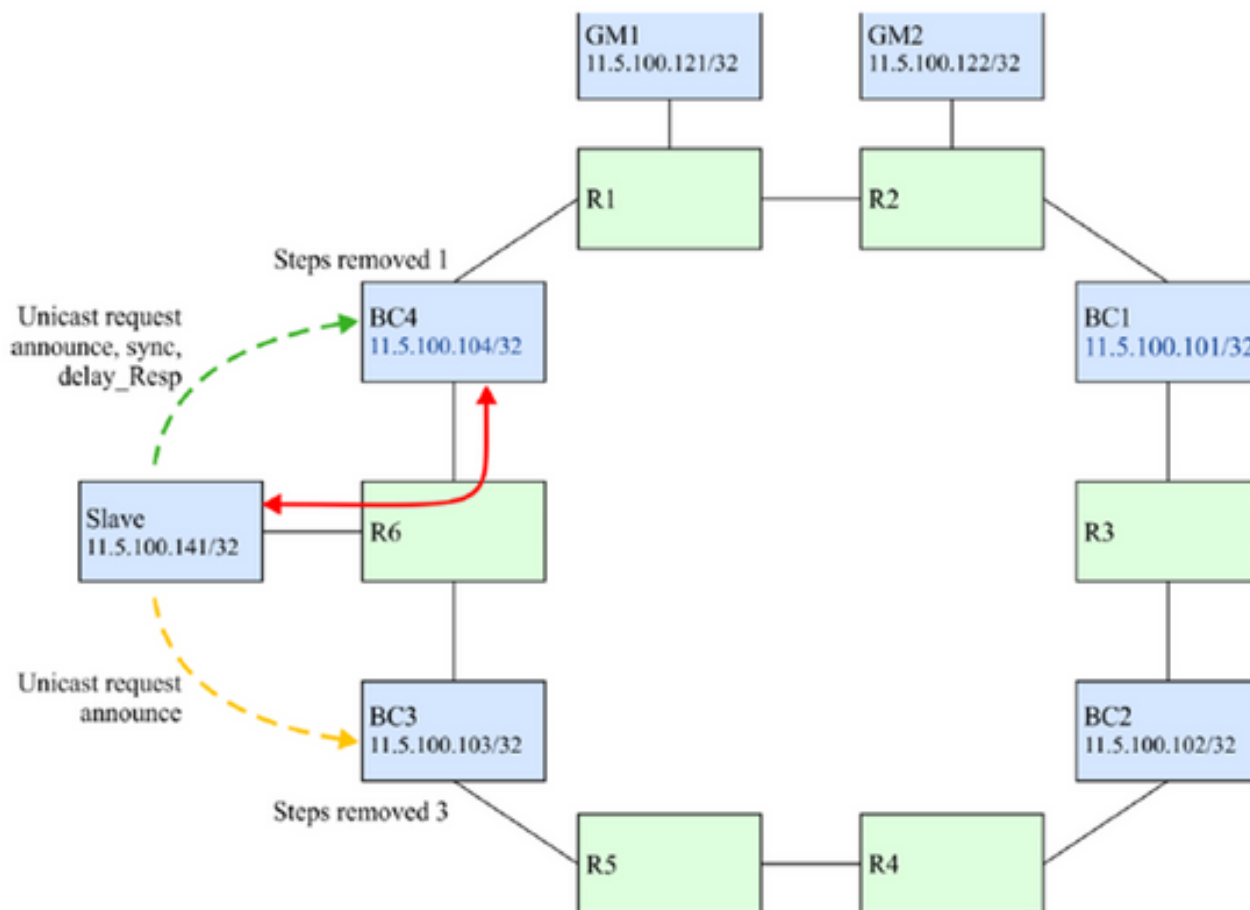 GM1
11.5.100.121/32
GM2
11.5.100.122/32
R1
R2
Steps removed 1
BC4
11.5.100.104/32
BC1
11.5.100.101/32
Unicast request
announce, sync,
delay_Resp
Slave
11.5.100.141/32
R6
R3
Unicast request
announce
BC3
11.5.100.103/32
BC2
11.5.100.102/32
Steps removed 3
R5
R4